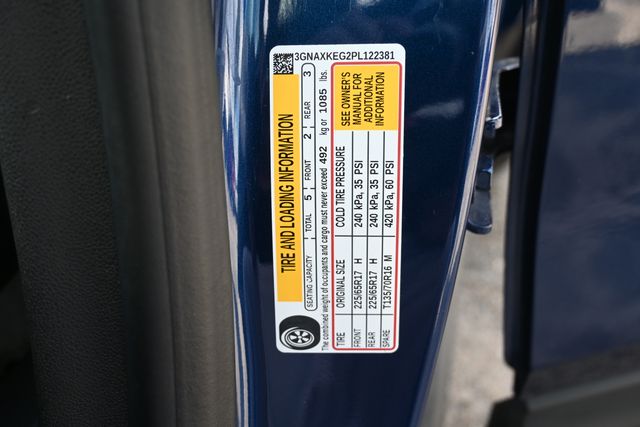 3GNAXKEG2PL122381
TIRE AND LOADING INFORMATION
SEATING CAPACITY TOTAL 5 FRONT 2 REAR 3
The combined weight of occupants and cargo must never exceed 492 kg or 1085 lbs.
TIRE ORIGINAL SIZE COLD TIRE PRESSURE
FRONT 225/65R17 H 240 kPa, 35 PSI
REAR 225/65R17 H 240 kPa, 35 PSI
SPARE T135/70R16 M 420 kPa, 60 PSI
SEE OWNER'S
MANUAL FOR
ADDITIONAL
INFORMATION